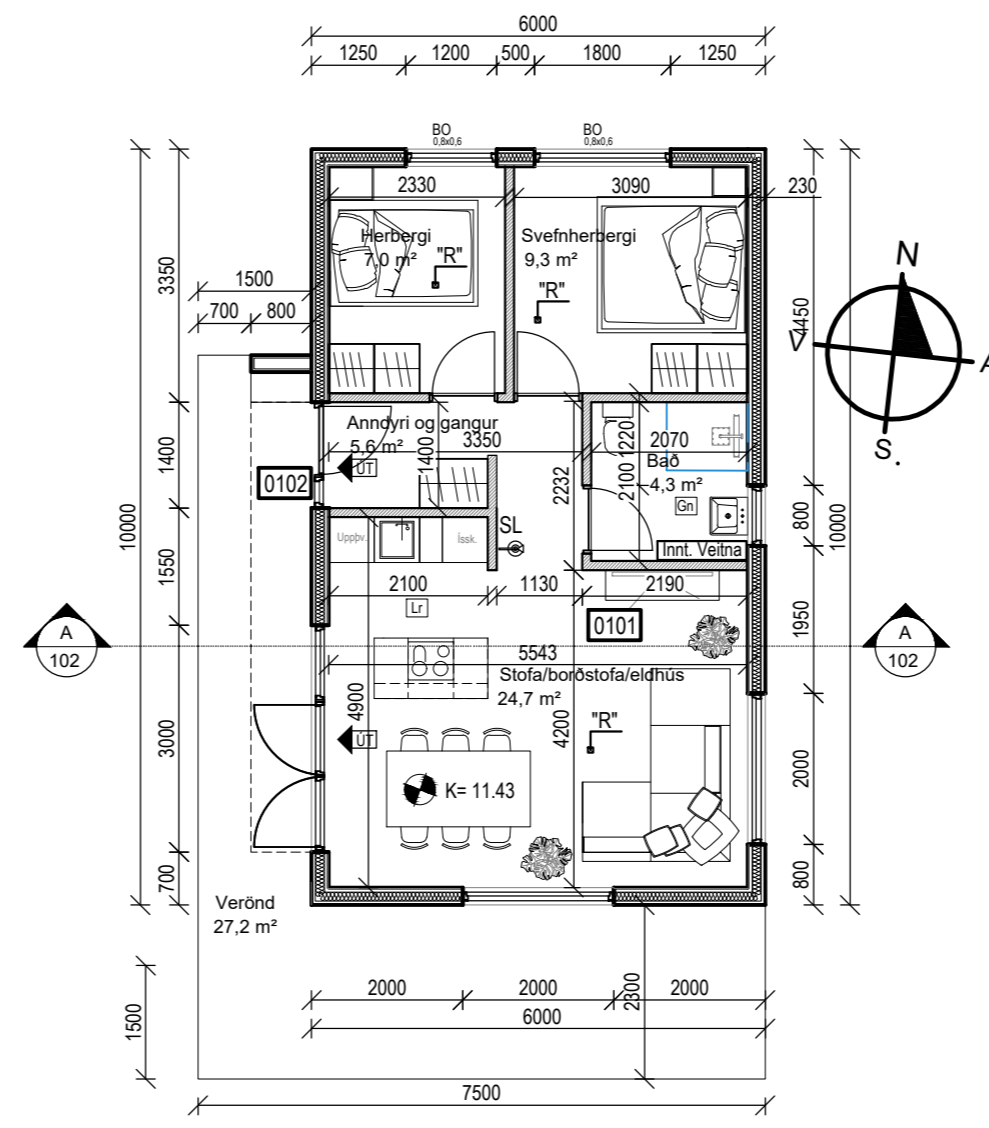 6000
1250 1200 500 1800 1250
BO
0,8x0,6
BO
0,8x0,6
2330 3090 230
Herbergi
7,0 m²
"R"
Svefnherbergi
9,3 m²
"R"
3350
1500
700 800
4450
N
V
A
S.
Anndyri og gangur
5,6 m²
3350
1400
1400
ÚT
0102
2232
1220
2100
2070
Bað
4,3 m²
Gn
Innt. Veitna
800
10000
10000
Uppþv.
Íssk.
SL
1550
2100 1130 2190
Lr
0101
1950
A
102
A
102
5543
Stofa/borðstofa/eldhús
24,7 m²
"R"
4900
4200
ÚT
3000
2000
K= 11.43
700
800
Verönd
27,2 m²
2000 2000 2000
2300
6000
1500
7500